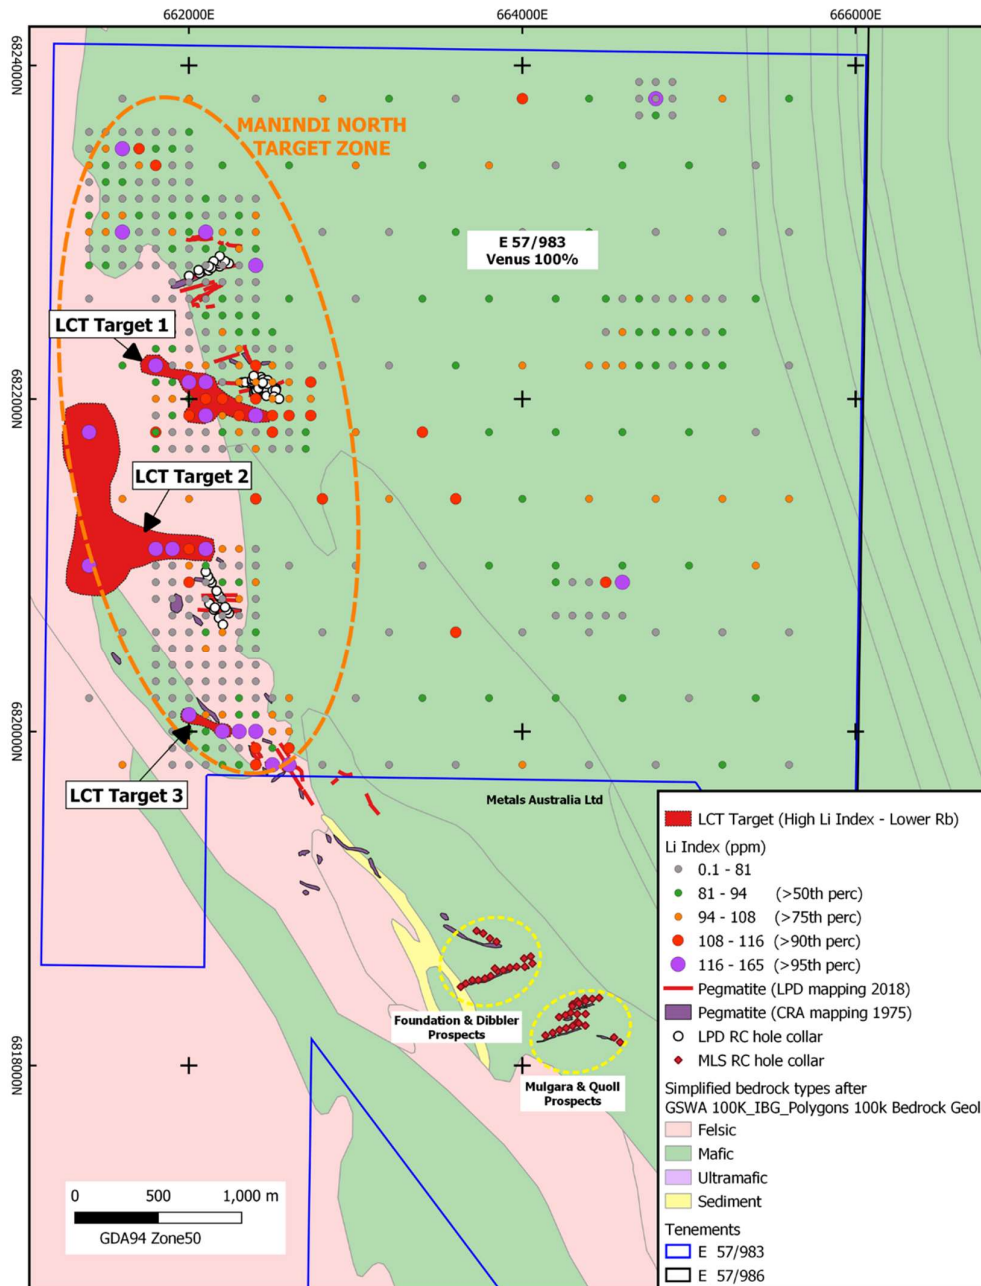 662000E
664000E
666000E
6824000N
6822000N
6820000N
6818000N
MANINDI NORTH
TARGET ZONE
E 57/983
Venus 100%
LCT Target 1
LCT Target 2
LCT Target 3
Metals Australia Ltd
Foundation & Dibbler
Prospects
Mulgara & Quoll
Prospects
0 500 1,000 m
GDA94 Zone50
LCT Target (High Li Index - Lower Rb)
Li Index (ppm)
0.1 - 81
81 - 94 (>50th perc)
94 - 108 (>75th perc)
108 - 116 (>90th perc)
116 - 165 (>95th perc)
Pegmatite (LPD mapping 2018)
Pegmatite (CRA mapping 1975)
LPD RC hole collar
MLS RC hole collar
Simplified bedrock types after
GSWA 100K_IBG_Polygons 100k Bedrock Geol
Felsic
Mafic
Ultramafic
Sediment
Tenements
E 57/983
E 57/986